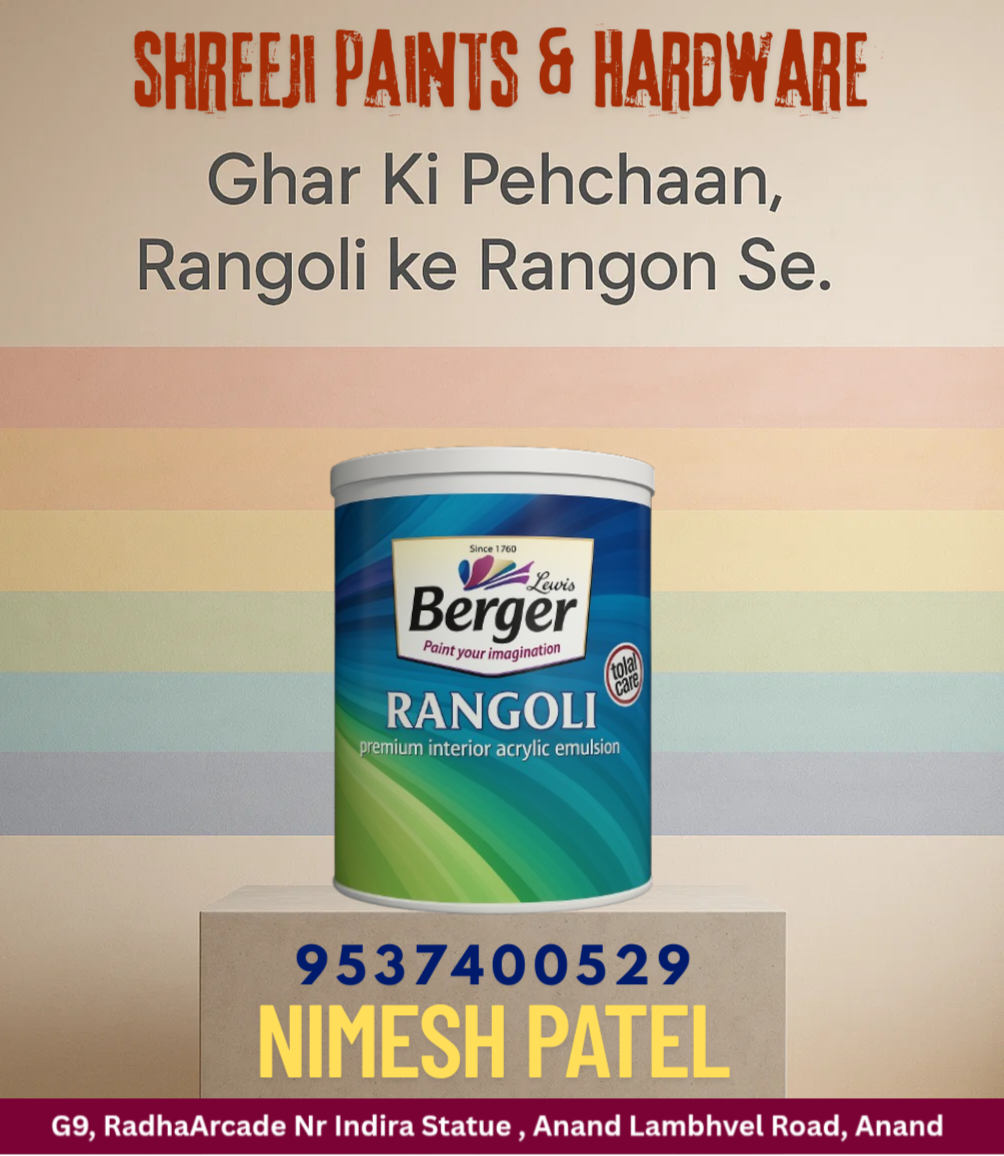 SHREEJI PAINTS & HARDWARE
Ghar Ki Pehchaan,
Rangoli ke Rangon Se.
Since 1760
Lewis
Berger
Paint your imagination
total
care
RANGOLI
premium interior acrylic emulsion
9537400529
NIMESH PATEL
G9, RadhaArcade Nr Indira Statue , Anand Lambhvel Road, Anand